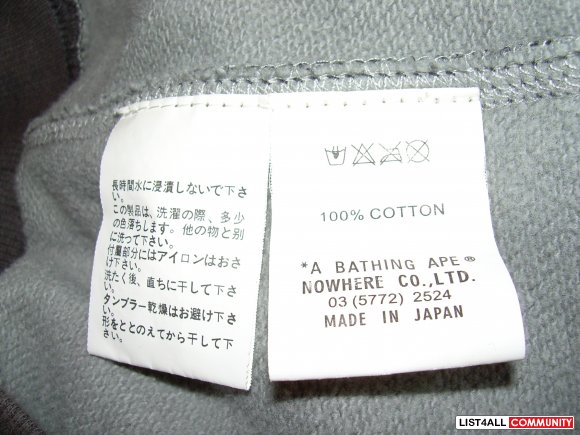 長時間水に浸漬しないで下さ
い。
この製品は、洗濯の際、多少
の色落ちします。他の物と別
に洗って下さい。
付属部分にはアイロンはおさ
け下さい。
洗たく後、直ちに干して下さ
い。
タンブラー乾燥はお避け下さい。
形をととのえてから干して下
さい。
100% COTTON
*A BATHING APE®
NOWHERE CO.,LTD.
03 (5772) 2524
MADE IN JAPAN
LIST4ALL COMMUNITY